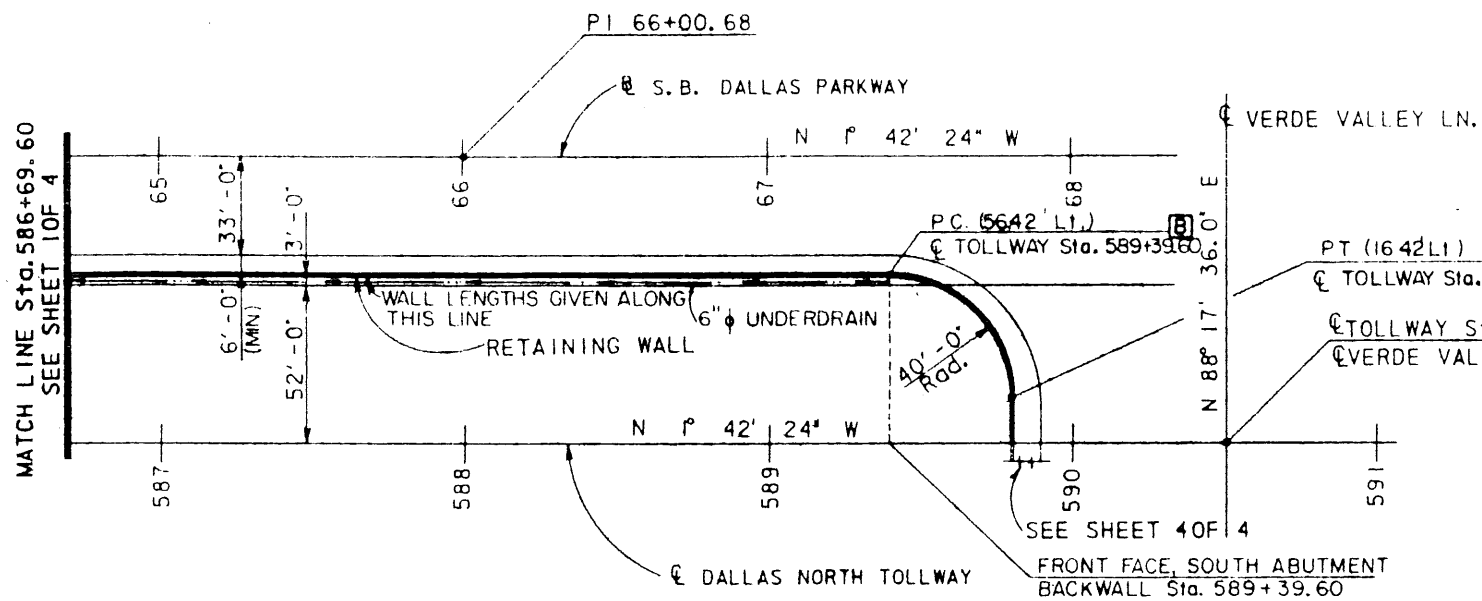 PI 66+00.68
℄ S.B. DALLAS PARKWAY
N 1° 42' 24" W
℄ VERDE VALLEY LN.
MATCH LINE Sta. 586+69.60
SEE SHEET 1 OF 4
65
66
67
68
33'-0"
3'-0"
P.C. (56.42' Lt.)
B
℄ TOLLWAY Sta. 589+39.60
N 88° 17' 36.0" E
PT (16.42 Lt)
℄ TOLLWAY Sta.
6'-0"
(MIN)
WALL LENGTHS GIVEN ALONG
THIS LINE
6" ϕ UNDERDRAIN
RETAINING WALL
40'-0"
Rad.
℄ TOLLWAY S
℄ VERDE VAL
52'-0"
N 1° 42' 24" W
587
588
589
590
591
SEE SHEET 4 OF 4
℄ DALLAS NORTH TOLLWAY
FRONT FACE, SOUTH ABUTMENT
BACKWALL Sta. 589+39.60